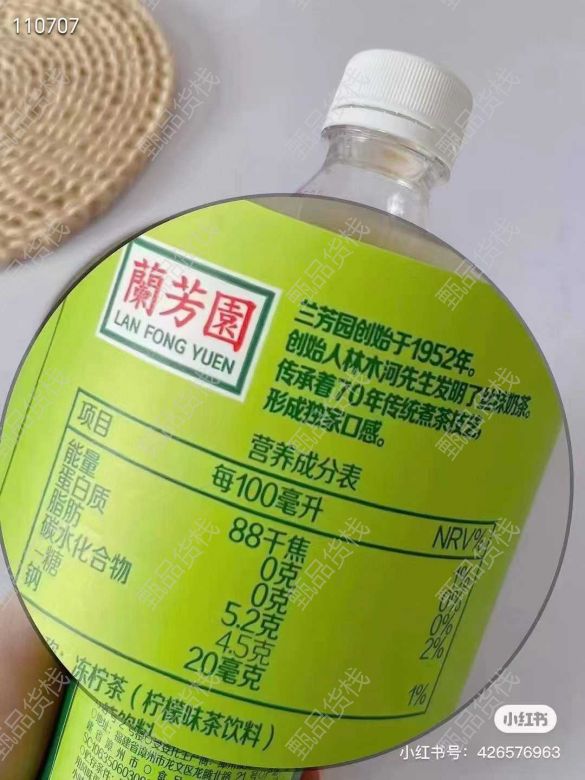 110707
蘭芳園
LAN FONG YUEN
兰芳园创始于1952年。
创始人林木河先生发明了丝袜奶茶。
传承着70年传统煮茶技艺
形成独家口感。
营养成分表
项目 每100毫升 NRV%
能量 88千焦 1%
蛋白质 0克 0%
脂肪 0克 0%
碳水化合物 5.2克 2%
-糖 4.5克
钠 20毫克 1%
冻柠茶（柠檬味茶饮料）
小红书
小红书号：426576963
甄品货栈